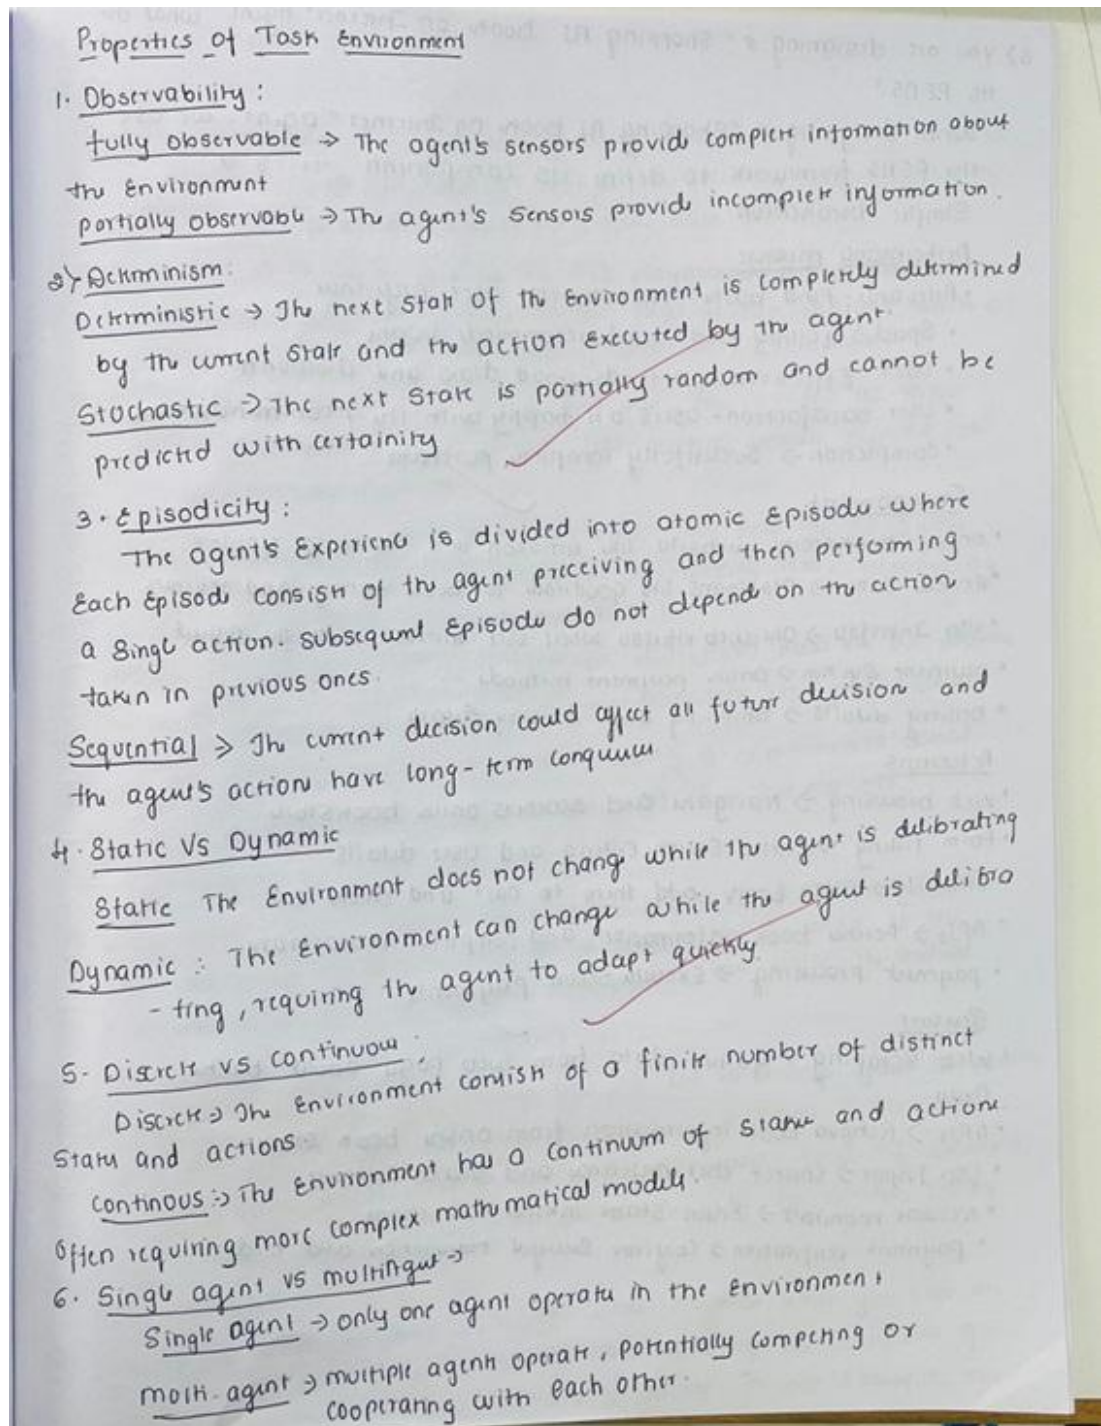 Properties of Task Environment
1. Observability :
fully observable → The agent's sensors provide complete information about
the Environment
partially observable → The agent's sensors provide incomplete information.
2) Determinism:
Deterministic → The next state of the Environment is completely determined
by the current state and the action executed by the agent.
Stochastic → The next state is partially random and cannot be
predicted with certainity
3. Episodicity :
The agent's Experience is divided into atomic Episodes where
Each Episode consists of the agent preceiving and then performing
a single action. subsequent Episodes do not depend on the action
taken in previous ones.
Sequential → The current decision could affect all future decisions and
the agent's actions have long-term
4. Static Vs Dynamic
Static The Environment does not change while the agent is delibrating
Dynamic : The Environment can change while the agent is delibra
- ting, requiring the agent to adapt quickly.
5- Discrete vs continuous :
Discrete → The Environment consists of a finite number of distinct
States and actions
Continous :→ The Environment has a continuum of states and actions
Often requiring more complex mathematical models.
6. Single agent vs multiAgent →
Single agent → only one agent operates in the Environment
multi-agent → multiple agents operate, potentially competing or
cooperating with each other.